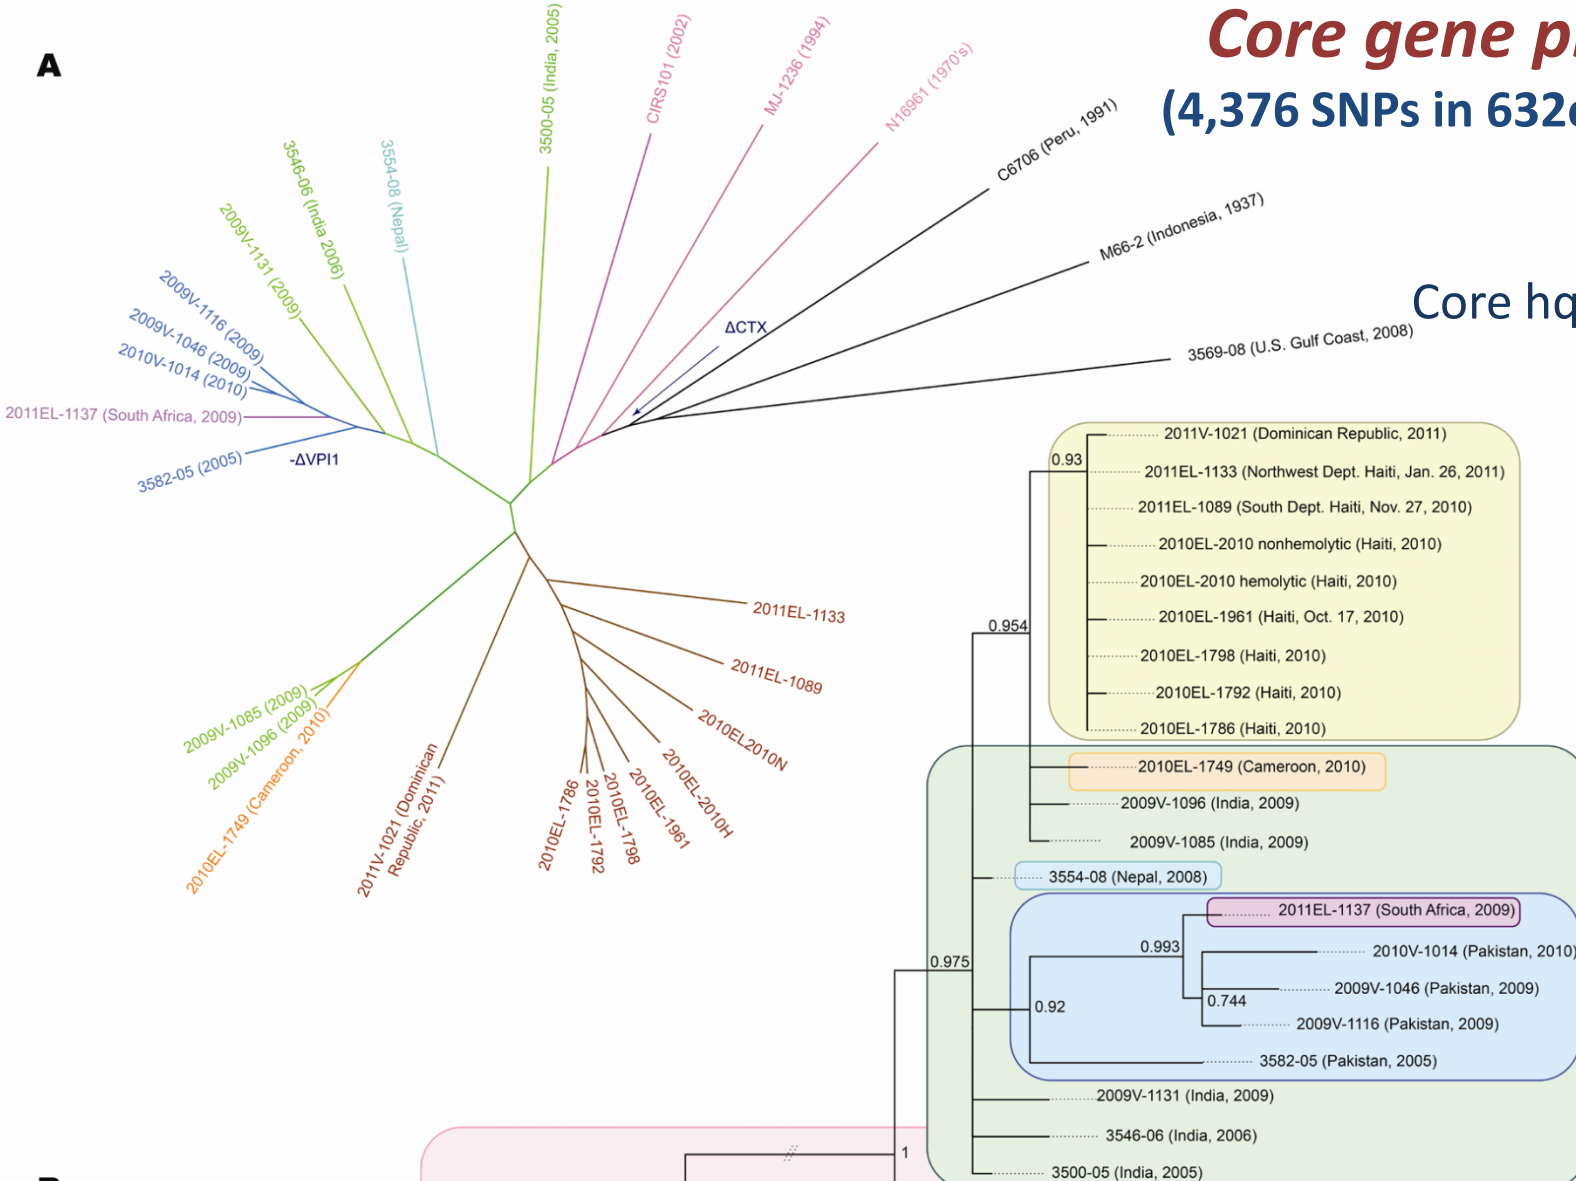 A
Core gene p
(4,376 SNPs in 632
Core hq
3500-05 (India, 2005)
CIRS101 (2002)
MJ-1236 (1994)
N16961 (1970's)
C6706 (Peru, 1991)
M66-2 (Indonesia, 1937)
3569-08 (U.S. Gulf Coast, 2008)
ΔCTX
3554-08 (Nepal)
3546-06 (India 2006)
2009V-1131 (2009)
2009V-1116 (2009)
2009V-1046 (2009)
2010V-1014 (2010)
2011EL-1137 (South Africa, 2009)
3582-05 (2005)
-ΔVPI1
2011EL-1133
2011EL-1089
2010EL2010N
2010EL-2010H
2010EL-1961
2010EL-1798
2010EL-1792
2010EL-1786
2011V-1021 (Dominican
Republic, 2011)
2009V-1085 (2009)
2009V-1096 (2009)
2010EL-1749 (Cameroon, 2010)
2011V-1021 (Dominican Republic, 2011)
0.93
2011EL-1133 (Northwest Dept. Haiti, Jan. 26, 2011)
2011EL-1089 (South Dept. Haiti, Nov. 27, 2010)
2010EL-2010 nonhemolytic (Haiti, 2010)
2010EL-2010 hemolytic (Haiti, 2010)
2010EL-1961 (Haiti, Oct. 17, 2010)
0.954
2010EL-1798 (Haiti, 2010)
2010EL-1792 (Haiti, 2010)
2010EL-1786 (Haiti, 2010)
2010EL-1749 (Cameroon, 2010)
2009V-1096 (India, 2009)
2009V-1085 (India, 2009)
3554-08 (Nepal, 2008)
2011EL-1137 (South Africa, 2009)
0.993
2010V-1014 (Pakistan, 2010)
0.975
2009V-1046 (Pakistan, 2009)
0.744
0.92
2009V-1116 (Pakistan, 2009)
3582-05 (Pakistan, 2005)
2009V-1131 (India, 2009)
3546-06 (India, 2006)
1
3500-05 (India, 2005)